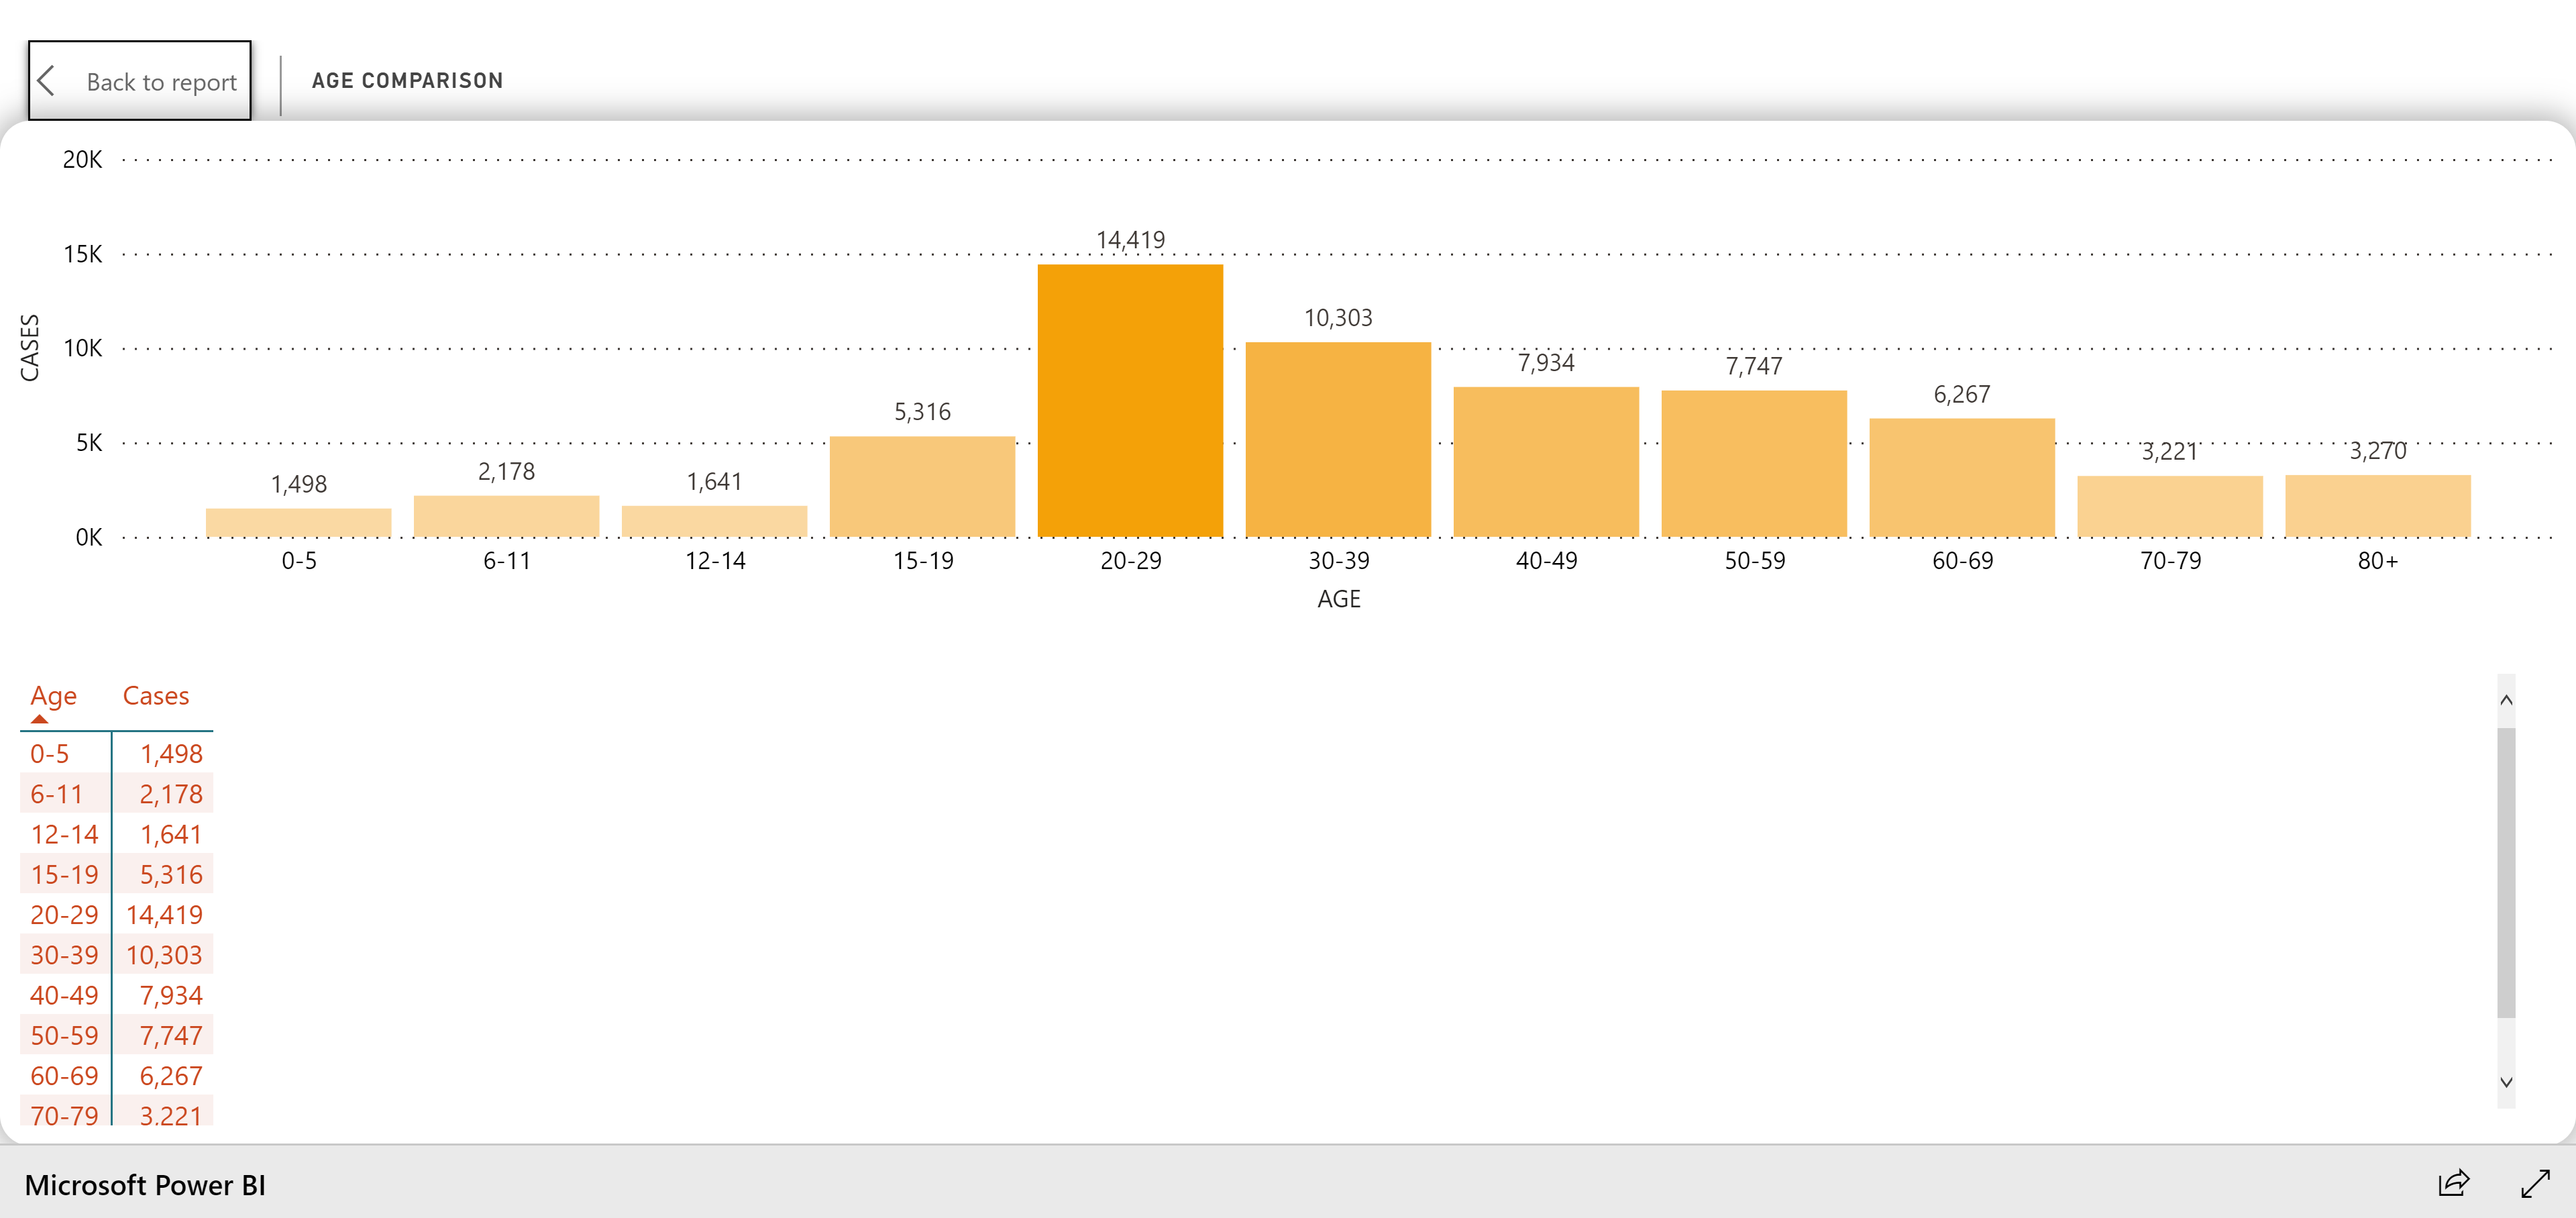 Back to report
AGE COMPARISON
20K
15K
10K
5K
0K
CASES
1,498
2,178
1,641
5,316
14,419
10,303
7,934
7,747
6,267
3,221
3,270
0-5
6-11
12-14
15-19
20-29
30-39
40-49
50-59
60-69
70-79
80+
AGE
Age Cases
0-5 1,498
6-11 2,178
12-14 1,641
15-19 5,316
20-29 14,419
30-39 10,303
40-49 7,934
50-59 7,747
60-69 6,267
70-79 3,221
Microsoft Power BI